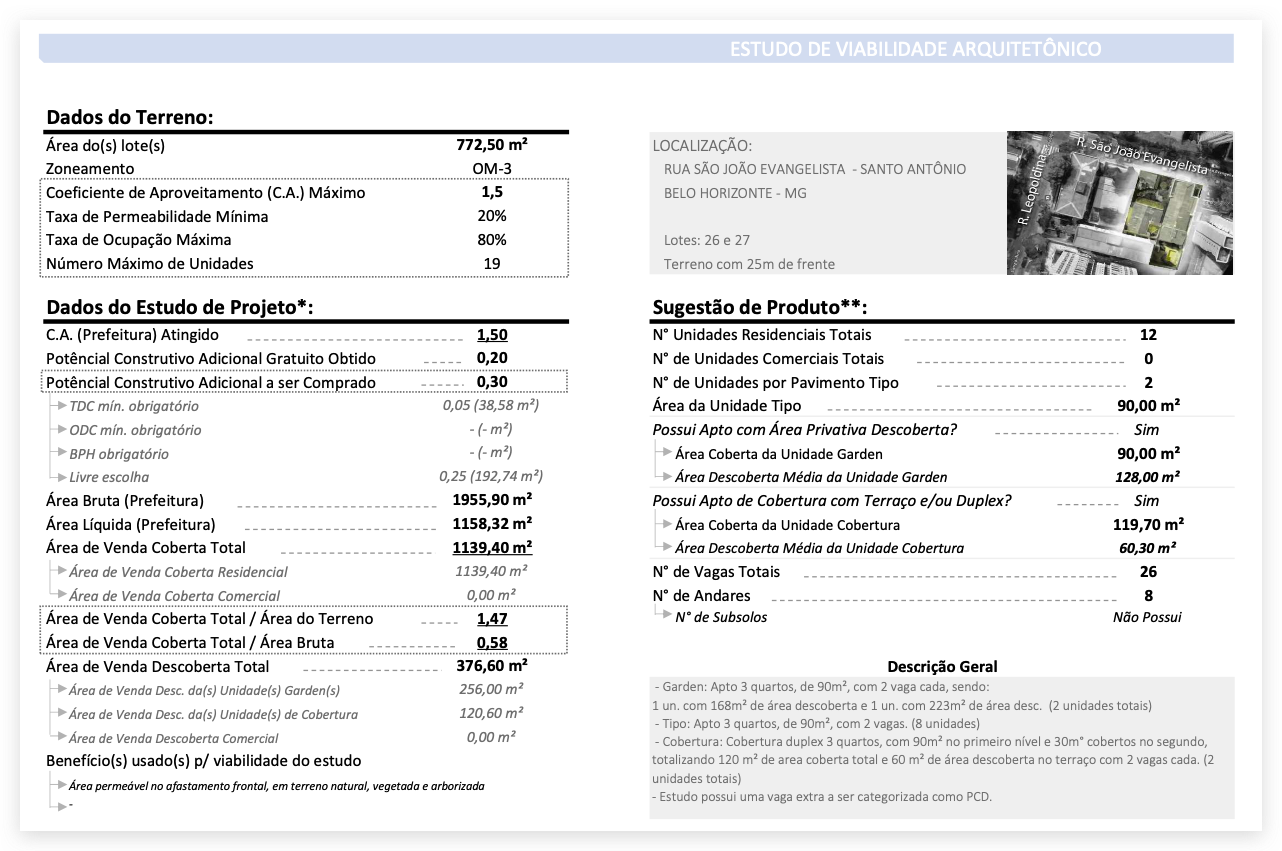 ESTUDO DE VIABILIDADE ARQUITETÔNICO
Dados do Terreno:
Área do(s) lote(s) 772,50 m²
Zoneamento OM-3
Coeficiente de Aproveitamento (C.A.) Máximo 1,5
Taxa de Permeabilidade Mínima 20%
Taxa de Ocupação Máxima 80%
Número Máximo de Unidades 19
LOCALIZAÇÃO:
RUA SÃO JOÃO EVANGELISTA - SANTO ANTÔNIO
BELO HORIZONTE - MG
Lotes: 26 e 27
Terreno com 25m de frente
R. São João Evangelista
R. Leopoldina
Dados do Estudo de Projeto*:
C.A. (Prefeitura) Atingido 1,50
Potêncial Construtivo Adicional Gratuito Obtido 0,20
Potêncial Construtivo Adicional a ser Comprado 0,30
TDC mín. obrigatório 0,05 (38,58 m²)
ODC mín. obrigatório - (- m²)
BPH obrigatório - (- m²)
Livre escolha 0,25 (192,74 m²)
Área Bruta (Prefeitura) 1955,90 m²
Área Líquida (Prefeitura) 1158,32 m²
Área de Venda Coberta Total 1139,40 m²
Área de Venda Coberta Residencial 1139,40 m²
Área de Venda Coberta Comercial 0,00 m²
Área de Venda Coberta Total / Área do Terreno 1,47
Área de Venda Coberta Total / Área Bruta 0,58
Área de Venda Descoberta Total 376,60 m²
Área de Venda Desc. da(s) Unidade(s) Garden(s) 256,00 m²
Área de Venda Desc. da(s) Unidade(s) de Cobertura 120,60 m²
Área de Venda Descoberta Comercial 0,00 m²
Benefício(s) usado(s) p/ viabilidade do estudo
Área permeável no afastamento frontal, em terreno natural, vegetada e arborizada
-
Sugestão de Produto**:
N° Unidades Residenciais Totais 12
N° de Unidades Comerciais Totais 0
N° de Unidades por Pavimento Tipo 2
Área da Unidade Tipo 90,00 m²
Possui Apto com Área Privativa Descoberta? Sim
Área Coberta da Unidade Garden 90,00 m²
Área Descoberta Média da Unidade Garden 128,00 m²
Possui Apto de Cobertura com Terraço e/ou Duplex? Sim
Área Coberta da Unidade Cobertura 119,70 m²
Área Descoberta Média da Unidade Cobertura 60,30 m²
N° de Vagas Totais 26
N° de Andares 8
N° de Subsolos Não Possui
Descrição Geral
- Garden: Apto 3 quartos, de 90m², com 2 vaga cada, sendo:
1 un. com 168m² de área descoberta e 1 un. com 223m² de área desc. (2 unidades totais)
- Tipo: Apto 3 quartos, de 90m², com 2 vagas. (8 unidades)
- Cobertura: Cobertura duplex 3 quartos, com 90m² no primeiro nível e 30m° cobertos no segundo,
totalizando 120 m² de area coberta total e 60 m² de área descoberta no terraço com 2 vagas cada. (2
unidades totais)
- Estudo possui uma vaga extra a ser categorizada como PCD.